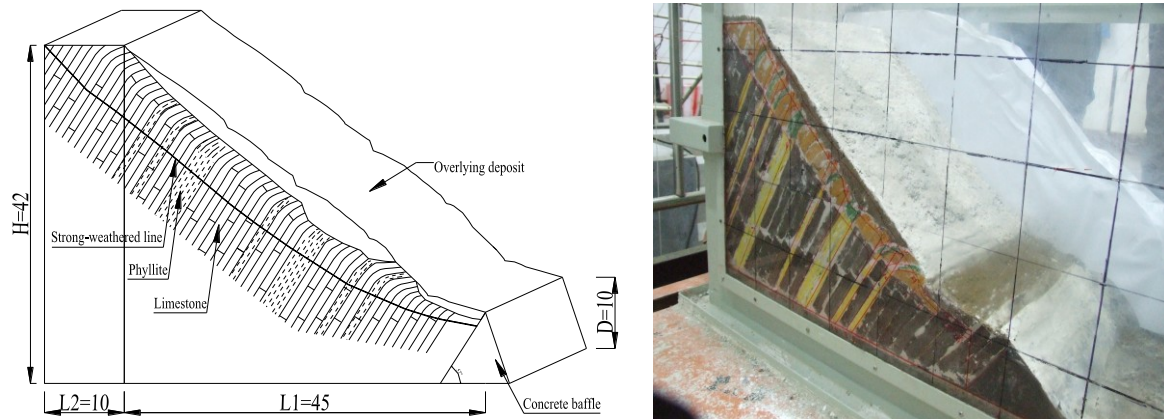 Overlying deposit
H=42
Strong-weathered line
Phyllite
Limestone
D=10
L2=10
L1=45
Concrete baffle